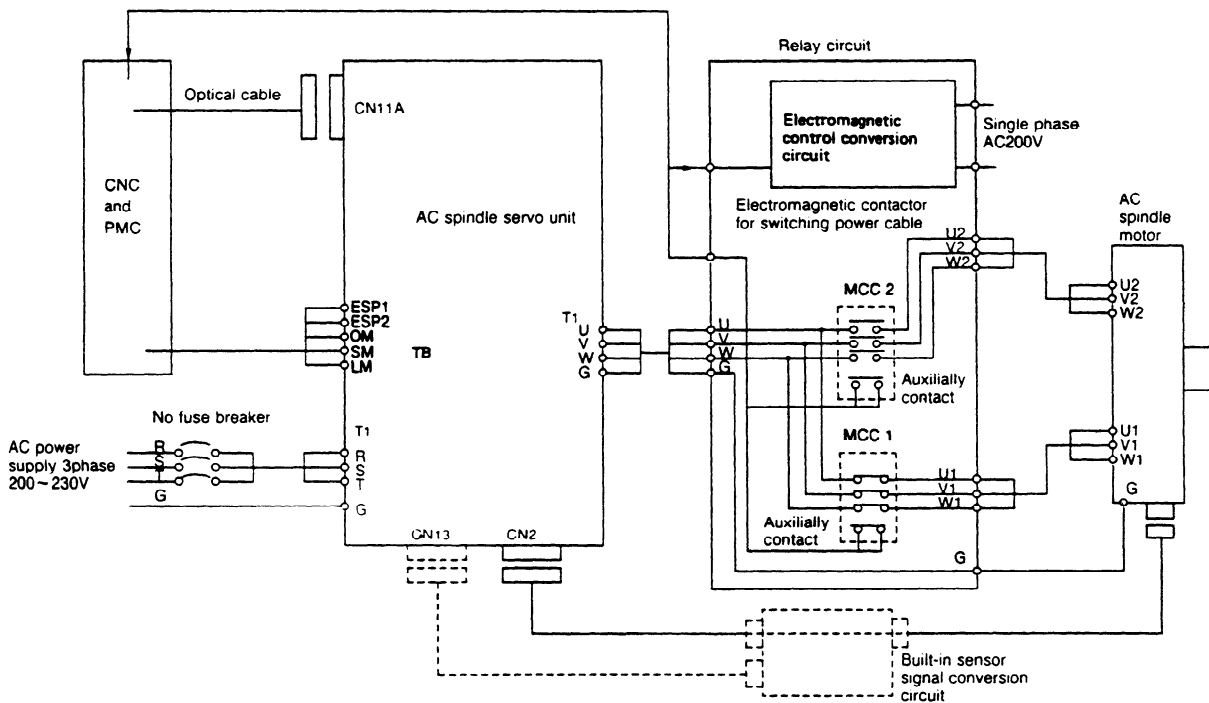 Relay circuit
Optical cable
CN11A
Electromagnetic
control conversion
circuit
Single phase
AC200V
CNC
and
PMC
AC spindle servo unit
Electromagnetic contactor
for switching power cable
AC
spindle
motor
U2
V2
W2
MCC 2
U2
V2
W2
ESP1
ESP2
OM
SM
LM
TB
T1
U
V
W
G
U
V
W
G
Auxilially
contact
No fuse breaker
MCC 1
AC power
supply 3phase
200~230V
R
S
G
T1
R
S
T
G
U1
V1
W1
U1
V1
W1
G
Auxilially
contact
CN13
CN2
G
Built-in sensor
signal conversion
circuit